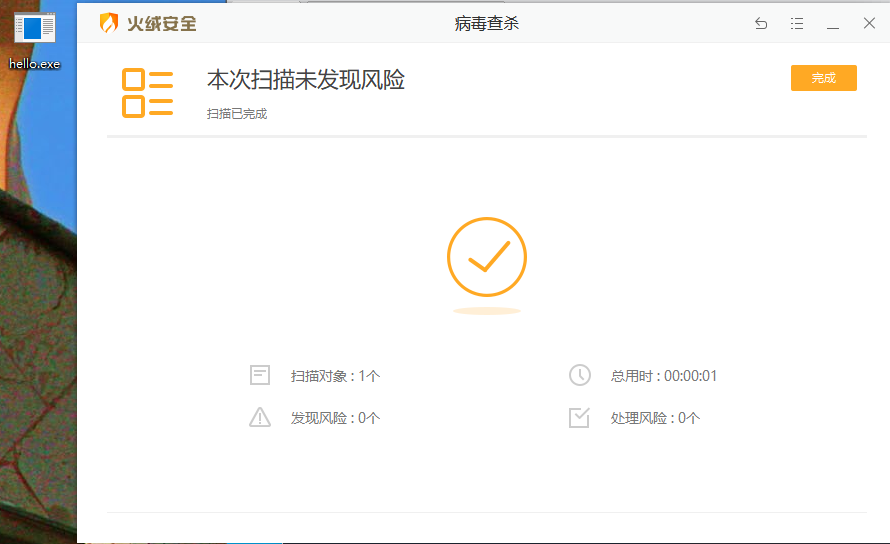 火绒安全
病毒查杀
hello.exe
本次扫描未发现风险
完成
扫描已完成
扫描对象 : 1个
总用时 : 00:00:01
发现风险 : 0个
处理风险 : 0个